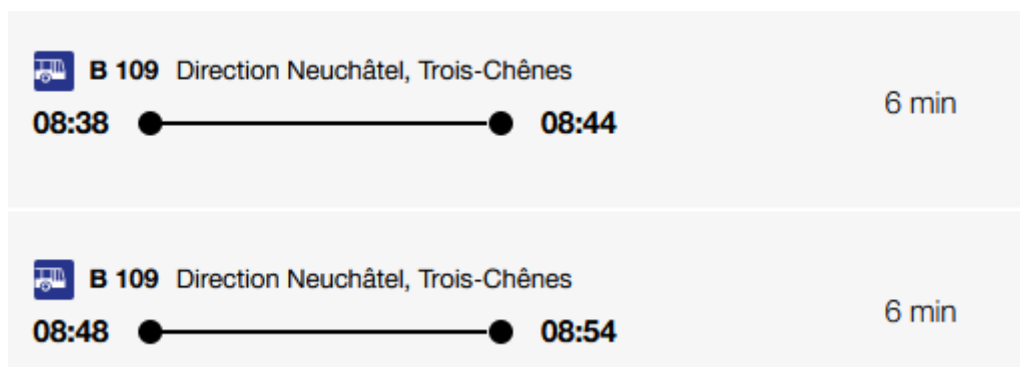 B 109 Direction Neuchâtel, Trois-Chênes
08:38 08:44
6 min
B 109 Direction Neuchâtel, Trois-Chênes
08:48 08:54
6 min